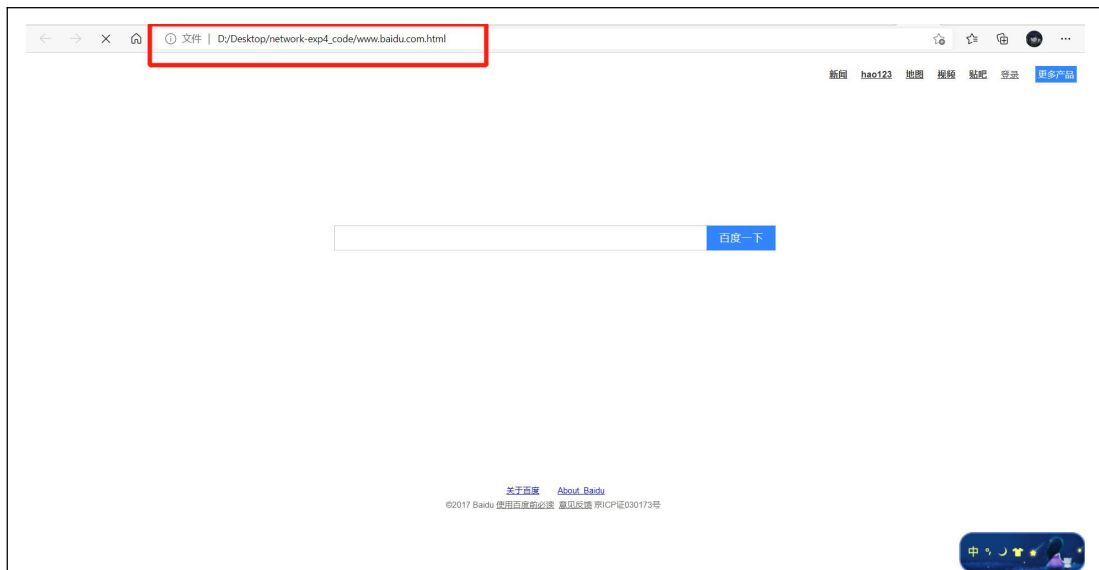 文件 | D:/Desktop/network-exp4_code/www.baidu.com.html
新闻 hao123 地图 视频 贴吧 登录 更多产品
百度一下
关于百度 About Baidu
©2017 Baidu 使用百度前必读 意见反馈 京ICP证030173号
中